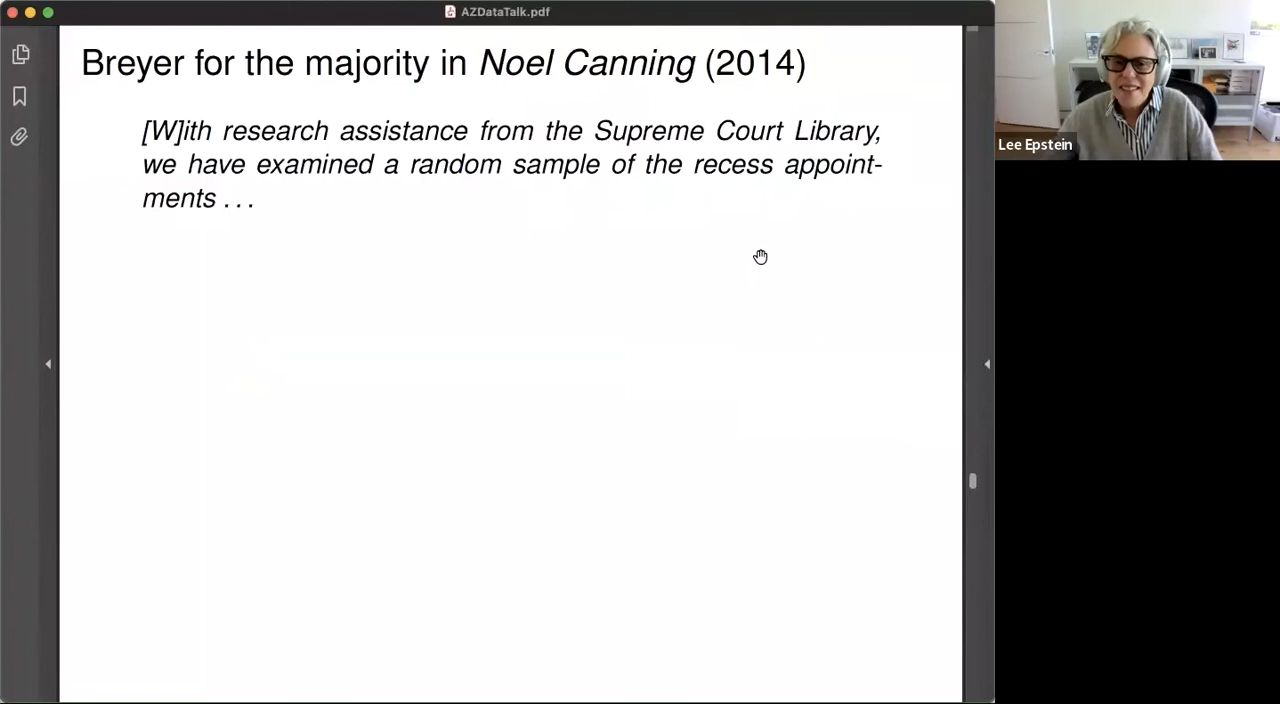 AZDataTalk.pdf
Breyer for the majority in Noel Canning (2014)
[W]ith research assistance from the Supreme Court Library,
we have examined a random sample of the recess appoint-
ments . . .
Lee Epstein